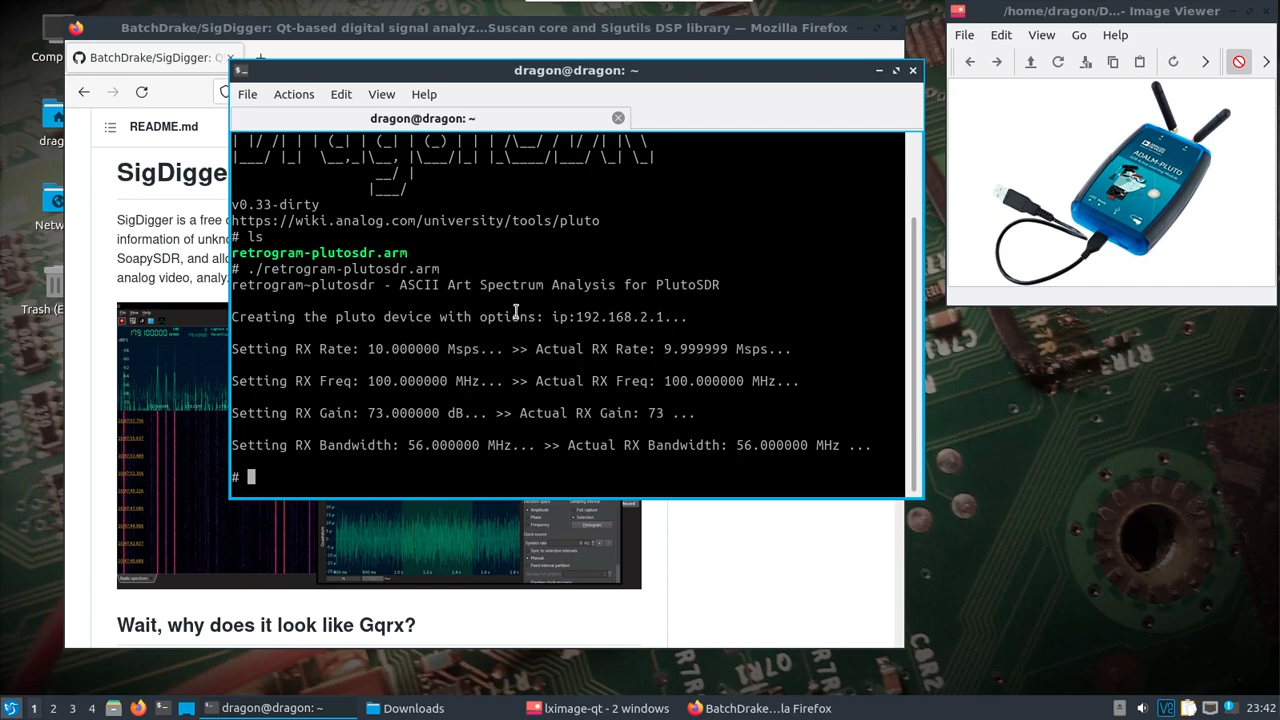 BatchDrake/SigDigger: Qt-based digital signal analyz...Suscan core and Sigutils DSP library — Mozilla Firefox
BatchDrake/SigDigger: Q
README.md
SigDigge
SigDigger is a free
information of unkn
SoapySDR, and allo
analog video, analy
Wait, why does it look like Gqrx?
Comp
drag
Netw
Trash (E
dragon@dragon: ~
File Actions Edit View Help
dragon@dragon: ~
v0.33-dirty
https://wiki.analog.com/university/tools/pluto
# ls
retrogram-plutosdr.arm
# ./retrogram-plutosdr.arm
retrogram~plutosdr - ASCII Art Spectrum Analysis for PlutoSDR
Creating the pluto device with options: ip:192.168.2.1...
Setting RX Rate: 10.000000 Msps... >> Actual RX Rate: 9.999999 Msps...
Setting RX Freq: 100.000000 MHz... >> Actual RX Freq: 100.000000 MHz...
Setting RX Gain: 73.000000 dB... >> Actual RX Gain: 73 ...
Setting RX Bandwidth: 56.000000 MHz... >> Actual RX Bandwidth: 56.000000 MHz ...
#
/home/dragon/D...- Image Viewer
File Edit View Go Help
ANALOG DEVICES
ADALM-PLUTO
1 2 3 4
dragon@dragon: ~
Downloads
lximage-qt - 2 windows
BatchDrake...la Firefox
23:42